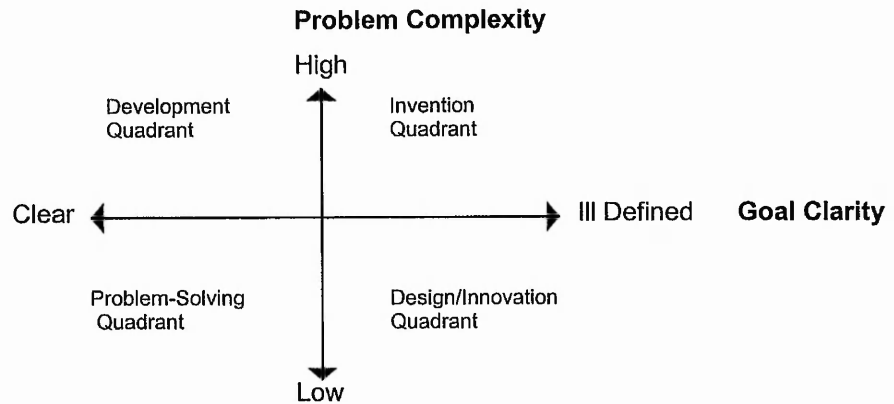 Problem Complexity
High
Development
Quadrant
Invention
Quadrant
Clear
Ill Defined
Goal Clarity
Problem-Solving
Quadrant
Design/Innovation
Quadrant
Low